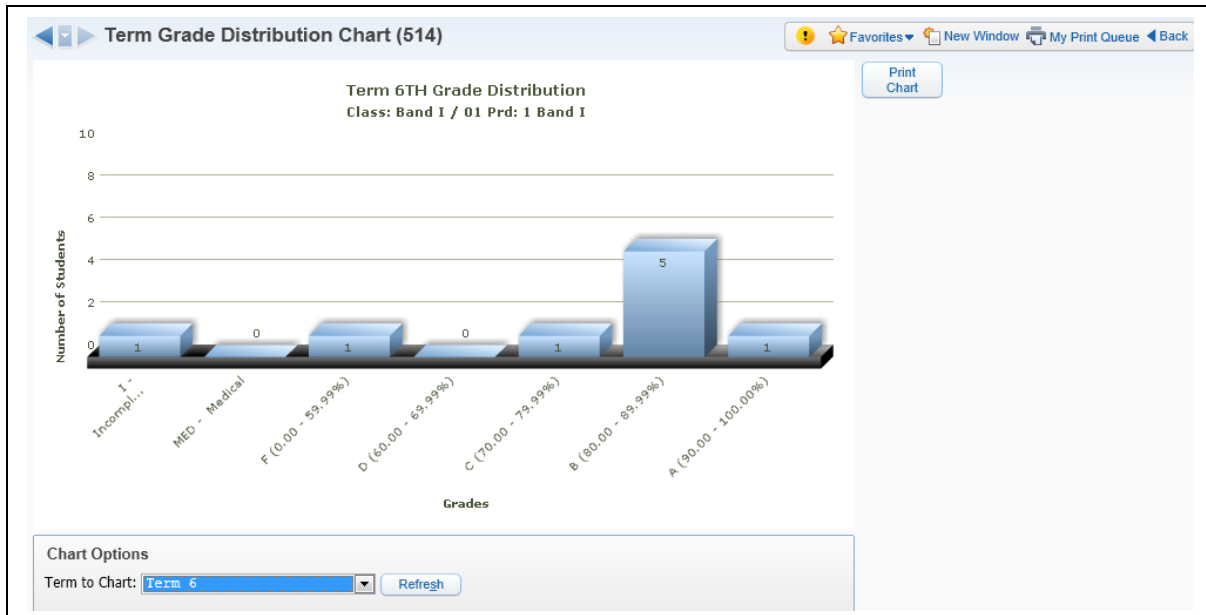 Term Grade Distribution Chart (514)
Favorites
New Window
My Print Queue
Back
Print
Chart
Term 6TH Grade Distribution
Class: Band I / 01 Prd: 1 Band I
Number of Students
10
8
6
4
2
0
1
0
1
0
1
5
1
I -
Incompl...
MED - Medical
F (0.00 - 59.99%)
D (60.00 - 69.99%)
C (70.00 - 79.99%)
B (80.00 - 89.99%)
A (90.00 - 100.00%)
Grades
Chart Options
Term to Chart: Term 6
Refresh